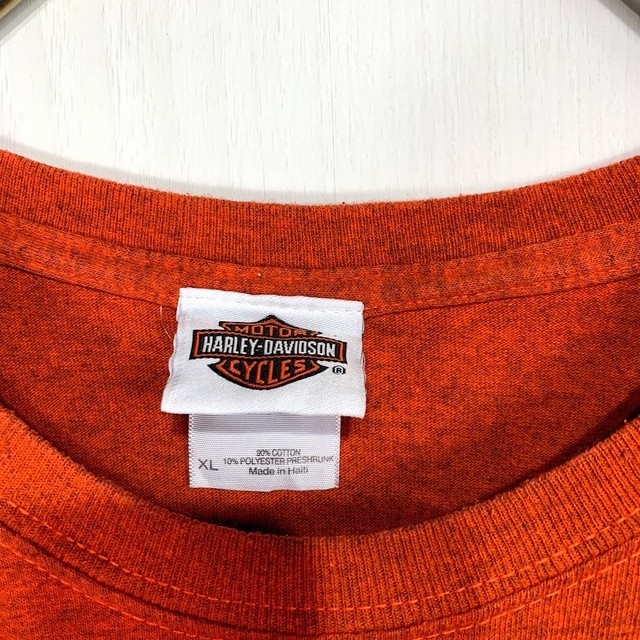 MOTOR
HARLEY-DAVIDSON
CYCLES
®
90% COTTON
XL 10% POLYESTER PRESHRUNK
Made in Haiti